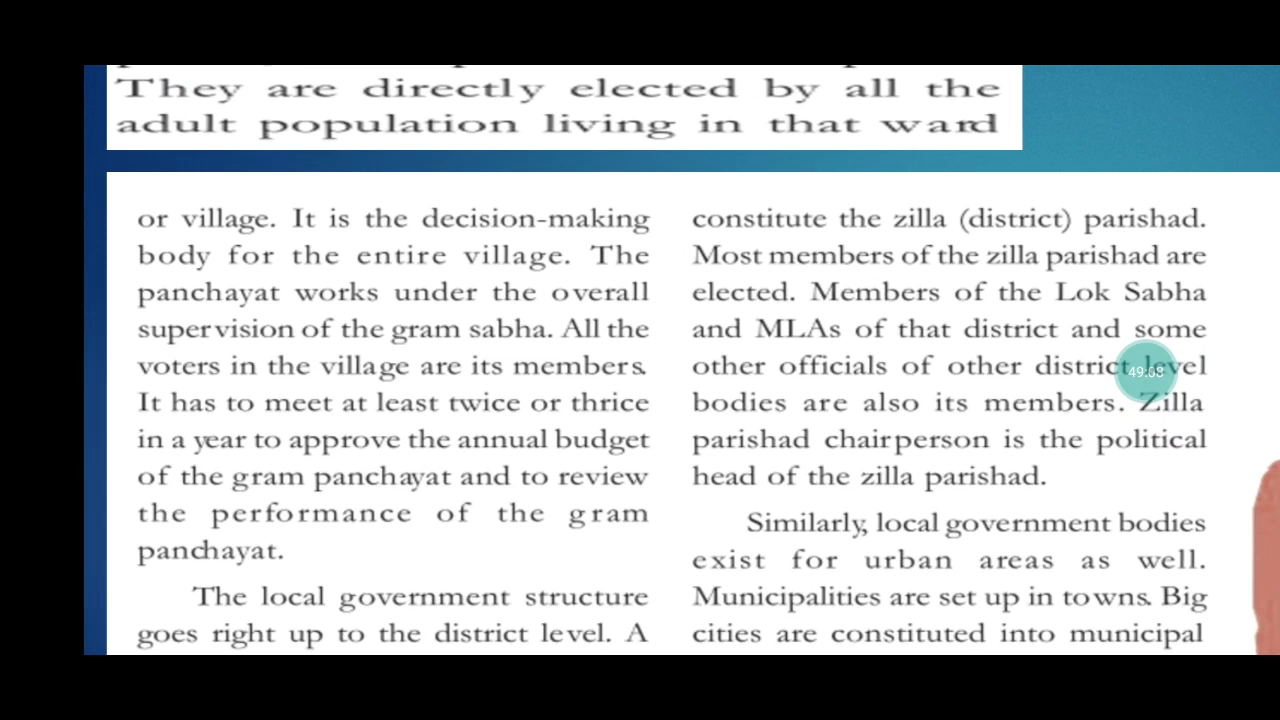 They are directly elected by all the
adult population living in that ward
or village. It is the decision-making
body for the entire village. The
panchayat works under the overall
supervision of the gram sabha. All the
voters in the village are its members.
It has to meet at least twice or thrice
in a year to approve the annual budget
of the gram panchayat and to review
the performance of the gram
panchayat.
The local government structure
goes right up to the district level. A
constitute the zilla (district) parishad.
Most members of the zilla parishad are
elected. Members of the Lok Sabha
and MLAs of that district and some
other officials of other district level
bodies are also its members. Zilla
parishad chairperson is the political
head of the zilla parishad.
Similarly, local government bodies
exist for urban areas as well.
Municipalities are set up in towns. Big
cities are constituted into municipal
49:08